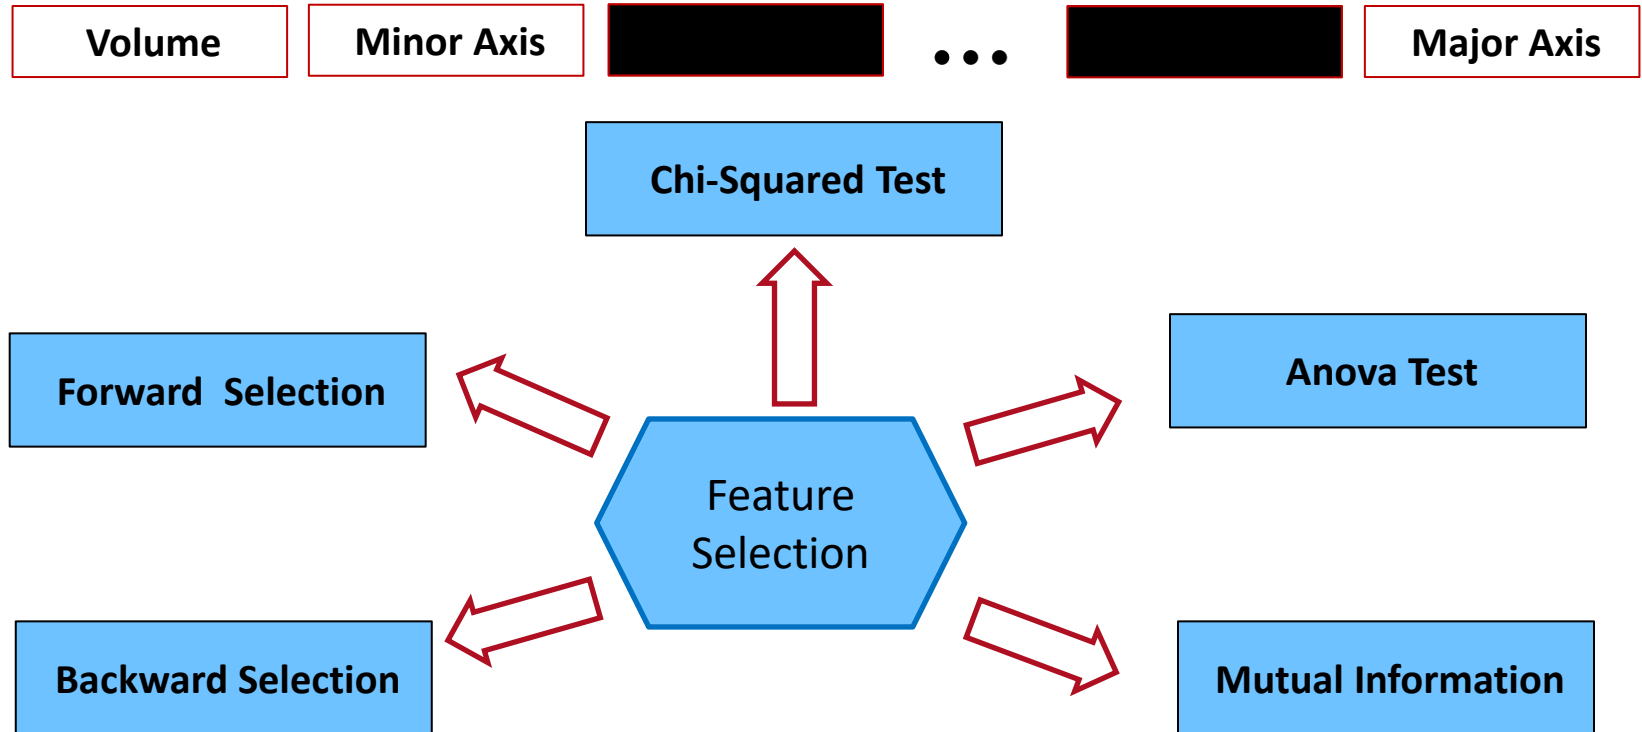 Volume
Minor Axis
...
Major Axis
Chi-Squared Test
Forward  Selection
Anova Test
Feature
Selection
Backward Selection
Mutual Information